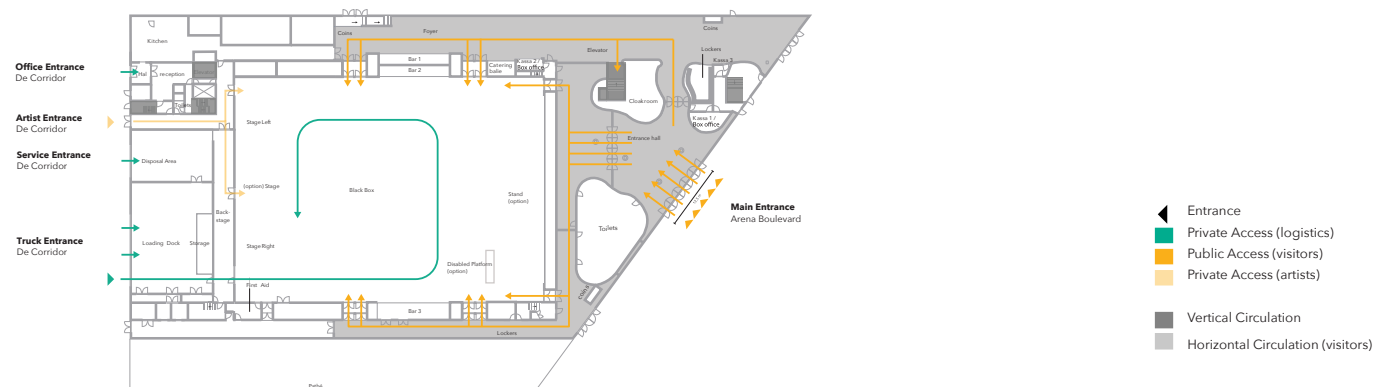 Office Entrance
De Corridor
Artist Entrance
De Corridor
Service Entrance
De Corridor
Truck Entrance
De Corridor
Kitchen
Hal
reception
Toilets
Disposal Area
Loading Dock
Storage
Back-
stage
Stage Left
(option) Stage
Stage Right
First Aid
Black Box
Stand
(option)
Disabled Platform
(option)
Coins
Foyer
Bar 1
Bar 2
Catering
balie
Kassa 2 /
Box office
Elevator
Cloakroom
Coins
Lockers
Kassa 3
Kassa 1 /
Box office
Entrance hall
Toilets
coins
Bar 3
Lockers
Main Entrance
Arena Boulevard
Entrance
Private Access (logistics)
Public Access (visitors)
Private Access (artists)
Vertical Circulation
Horizontal Circulation (visitors)